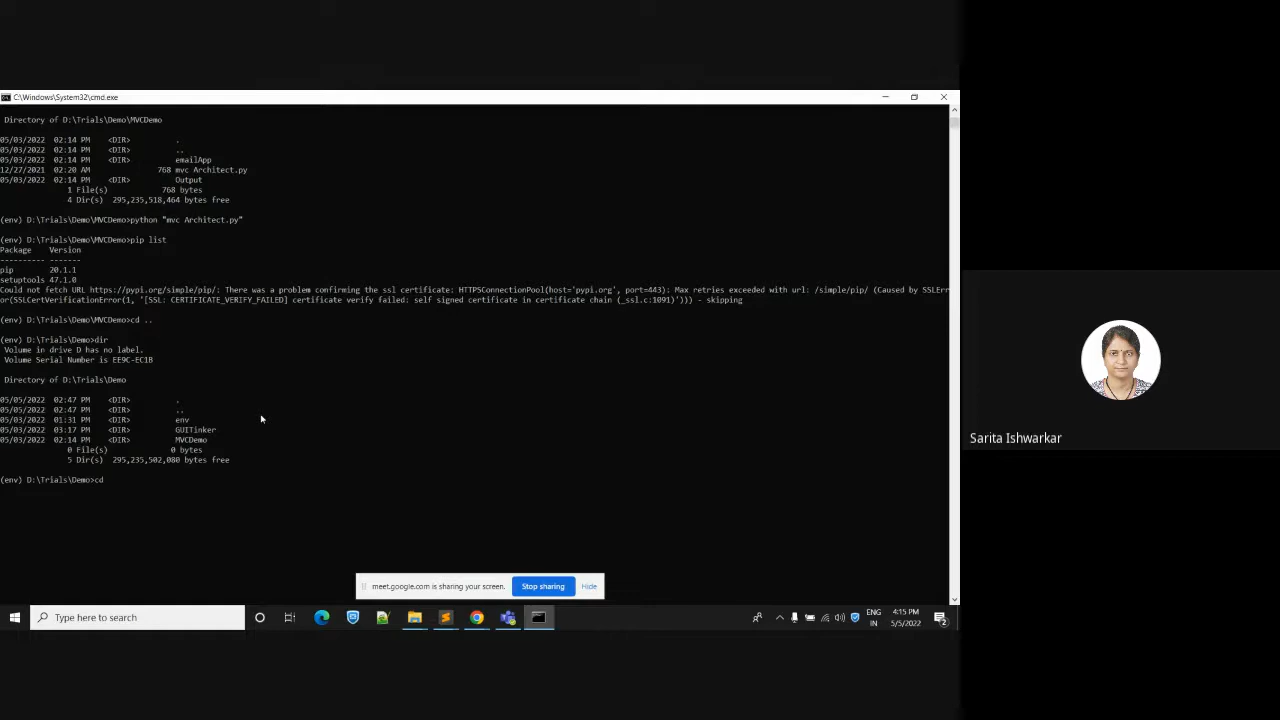 C:\Windows\System32\cmd.exe
Directory of D:\Trials\Demo\MVCDemo
05/03/2022  02:14 PM    <DIR>          .
05/03/2022  02:14 PM    <DIR>          ..
05/03/2022  02:14 PM    <DIR>          emailApp
12/27/2021  02:20 AM               768 mvc Architect.py
05/03/2022  02:14 PM    <DIR>          Output
1 File(s)            768 bytes
4 Dir(s)  295,235,518,464 bytes free
(env) D:\Trials\Demo\MVCDemo>python "mvc Architect.py"
(env) D:\Trials\Demo\MVCDemo>pip list
Package    Version
---------- -------
pip        20.1.1
setuptools 47.1.0
Could not fetch URL https://pypi.org/simple/pip/: There was a problem confirming the ssl certificate: HTTPSConnectionPool(host='pypi.org', port=443): Max retries exceeded with url: /simple/pip/ (Caused by SSLErr
or(SSLCertVerificationError(1, '[SSL: CERTIFICATE_VERIFY_FAILED] certificate verify failed: self signed certificate in certificate chain (_ssl.c:1091)'))) - skipping
(env) D:\Trials\Demo\MVCDemo>cd ..
(env) D:\Trials\Demo>dir
Volume in drive D has no label.
Volume Serial Number is EE9C-EC1B
Directory of D:\Trials\Demo
05/05/2022  02:47 PM    <DIR>          .
05/05/2022  02:47 PM    <DIR>          ..
05/03/2022  01:31 PM    <DIR>          env
05/03/2022  03:17 PM    <DIR>          GUITinker
05/03/2022  02:14 PM    <DIR>          MVCDemo
0 File(s)              0 bytes
5 Dir(s)  295,235,502,080 bytes free
(env) D:\Trials\Demo>cd
Sarita Ishwarkar
meet.google.com is sharing your screen. Stop sharing Hide
Type here to search
ENG 4:15 PM
IN 5/5/2022 2